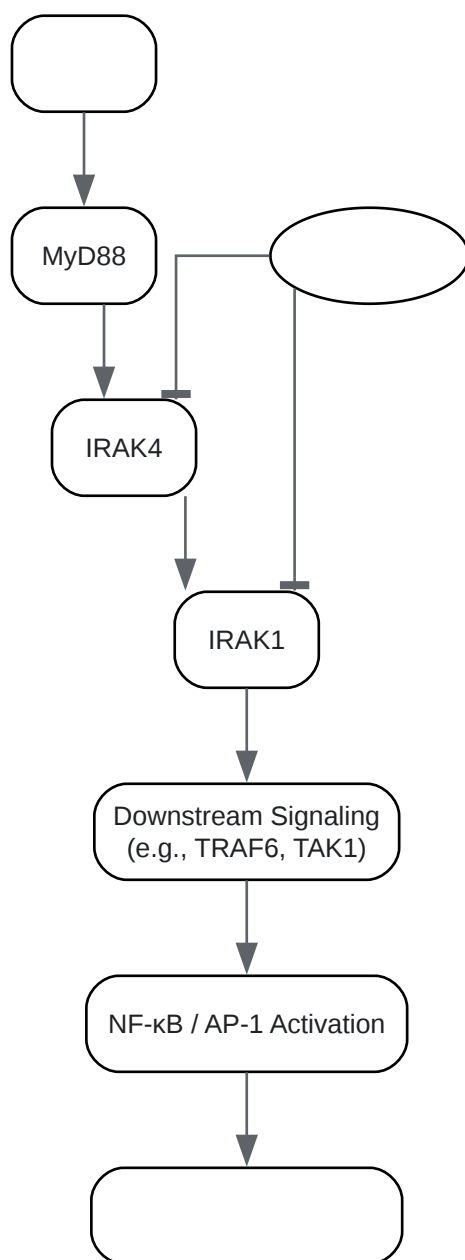 MyD88
IRAK4
IRAK1
Downstream Signaling
(e.g., TRAF6, TAK1)
NF-κB / AP-1 Activation